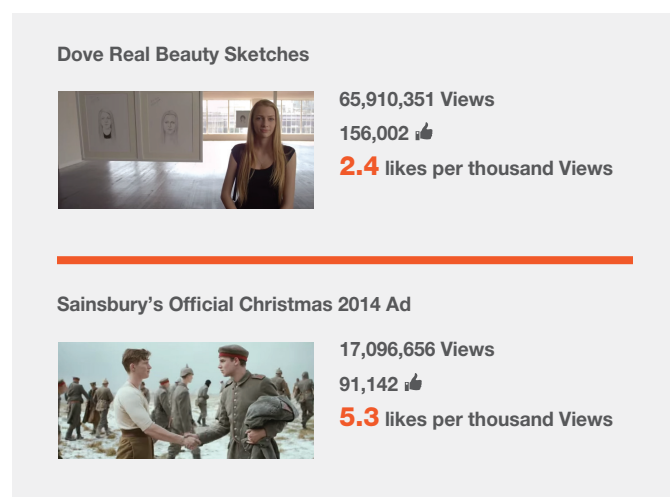 Dove Real Beauty Sketches
65,910,351 Views
156,002
2.4 likes per thousand Views
Sainsbury's Official Christmas 2014 Ad
17,096,656 Views
91,142
5.3 likes per thousand Views